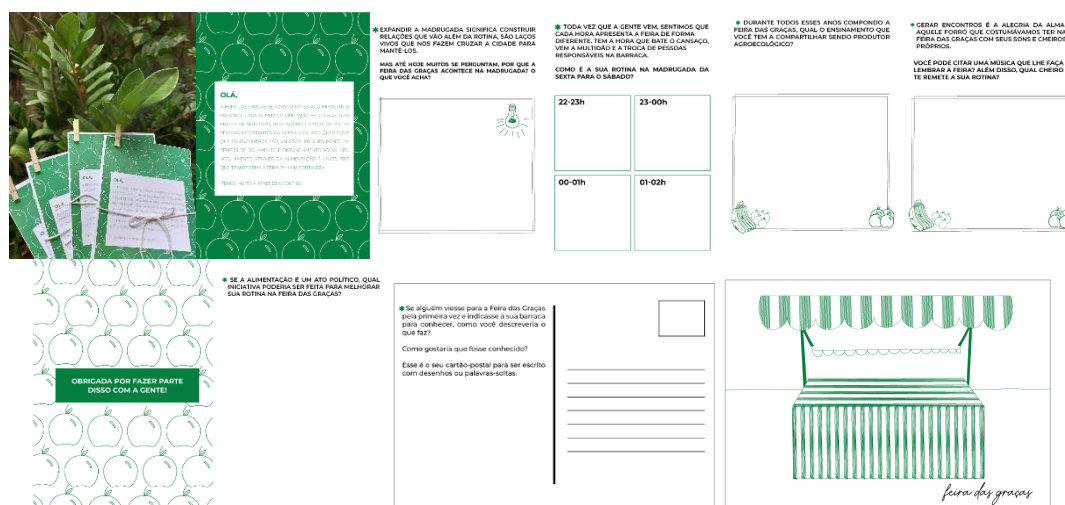 OLÁ,
✱ EXPANDIR A MADRUGADA SIGNIFICA CONSTRUIR
RELAÇÕES QUE VÃO ALÉM DA ROTINA, SÃO LAÇOS
VIVOS QUE NOS FAZEM CRUZAR A CIDADE PARA
MANTÊ-LOS.
MAS ATÉ HOJE MUITOS SE PERGUNTAM, POR QUE A
FEIRA DAS GRAÇAS ACONTECE NA MADRUGADA? O
QUE VOCÊ ACHA?
✱ TODA VEZ QUE A GENTE VEM, SENTIMOS QUE
CADA HORA APRESENTA A FEIRA DE FORMA
DIFERENTE. TEM A HORA QUE BATE O CANSAÇO,
VEM A MULTIDÃO E A TROCA DE PESSOAS
RESPONSÁVEIS NA BARRACA.
COMO É A SUA ROTINA NA MADRUGADA DA
SEXTA PARA O SÁBADO?
22-23h
23-00h
00-01h
01-02h
✱ DURANTE TODOS ESSES ANOS COMPONDO A
FEIRA DAS GRAÇAS, QUAL O ENSINAMENTO QUE
VOCÊ TEM A COMPARTILHAR SENDO PRODUTOR
AGROECOLÓGICO?
✱ GERAR ENCONTROS É A ALEGRIA DA ALMA
AQUELE FORRÓ QUE COSTUMÁVAMOS TER NA
FEIRA DAS GRAÇAS COM SEUS SONS E CHEIROS
PRÓPRIOS.
VOCÊ PODE CITAR UMA MÚSICA QUE LHE FAÇA
LEMBRAR A FEIRA? ALÉM DISSO, QUAL CHEIRO
TE REMETE A SUA ROTINA?
OBRIGADA POR FAZER PARTE
DISSO COM A GENTE!
✱ SE A ALIMENTAÇÃO É UM ATO POLÍTICO, QUAL
INICIATIVA PODERIA SER FEITA PARA MELHORAR
SUA ROTINA NA FEIRA DAS GRAÇAS?
✱ Se alguém viesse para a Feira das Graças
pela primeira vez e indicasse a sua barraca
para conhecer, como você descreveria o
que faz?
Como gostaria que fosse conhecido?
Esse é o seu cartão-postal para ser escrito
com desenhos ou palavras-soltas.
feira das graças